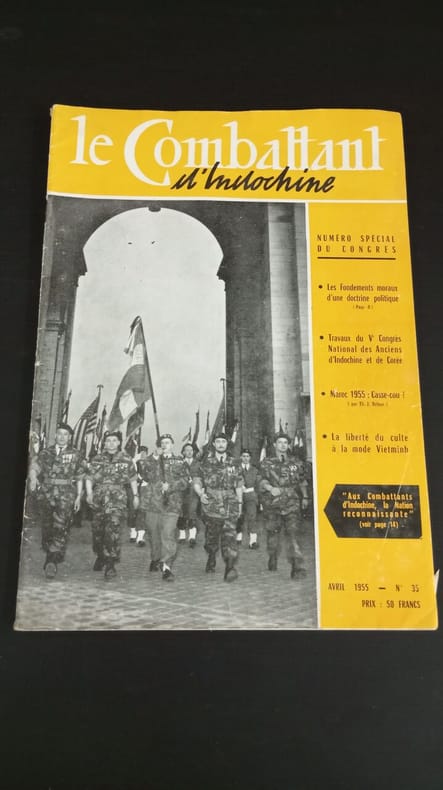 le Combattant
d'Indochine
NUMÉRO SPÉCIAL
DU CONGRÈS
• Les Fondements moraux
d'une doctrine politique
• Travaux du Vᵉ Congrès
National des Anciens
d'Indochine et de Corée
• Maroc 1955 : Casse-cou !
• La liberté du culte
à la mode Vietminh
"Aux Combattants
d'Indochine, la Nation
reconnaissante"
(voir page 14)
AVRIL 1955 — N° 35
PRIX : 50 FRANCS